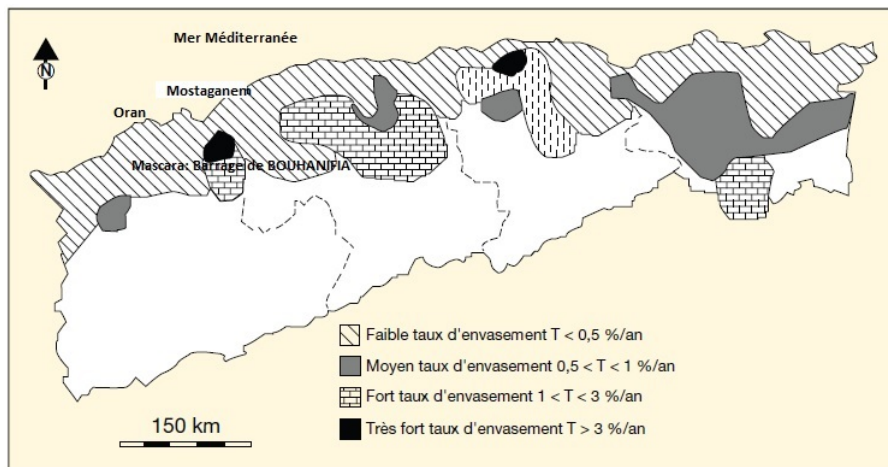 Mer Méditerranée
N
Mostaganem
Oran
Mascara: Barrage de BOUHANIFIA
Faible taux d'envasement T < 0,5 %/an
Moyen taux d'envasement 0,5 < T < 1 %/an
Fort taux d'envasement 1 < T < 3 %/an
Très fort taux d'envasement T > 3 %/an
150 km